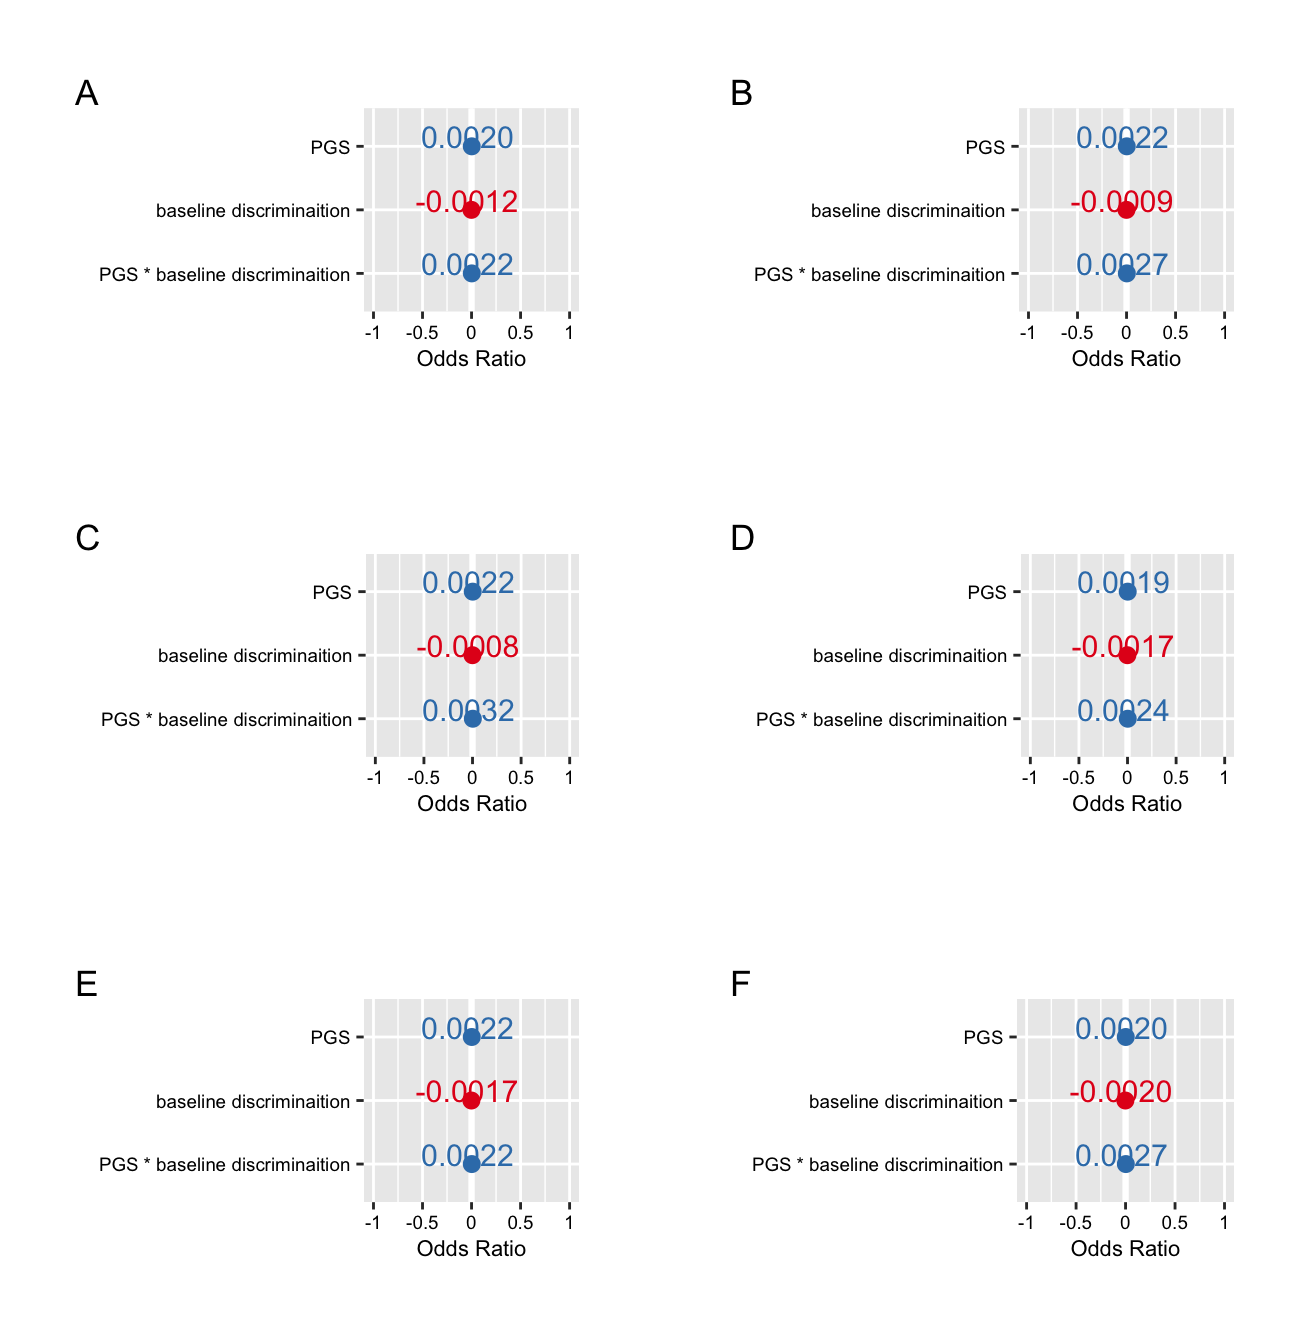 A
PGS
0.0020
baseline discriminaition
-0.0012
PGS * baseline discriminaition
0.0022
-1 -0.5 0 0.5 1
Odds Ratio
B
PGS
0.0022
baseline discriminaition
-0.0009
PGS * baseline discriminaition
0.0027
-1 -0.5 0 0.5 1
Odds Ratio
C
PGS
0.0022
baseline discriminaition
-0.0008
PGS * baseline discriminaition
0.0032
-1 -0.5 0 0.5 1
Odds Ratio
D
PGS
0.0019
baseline discriminaition
-0.0017
PGS * baseline discriminaition
0.0024
-1 -0.5 0 0.5 1
Odds Ratio
E
PGS
0.0022
baseline discriminaition
-0.0017
PGS * baseline discriminaition
0.0022
-1 -0.5 0 0.5 1
Odds Ratio
F
PGS
0.0020
baseline discriminaition
-0.0020
PGS * baseline discriminaition
0.0027
-1 -0.5 0 0.5 1
Odds Ratio